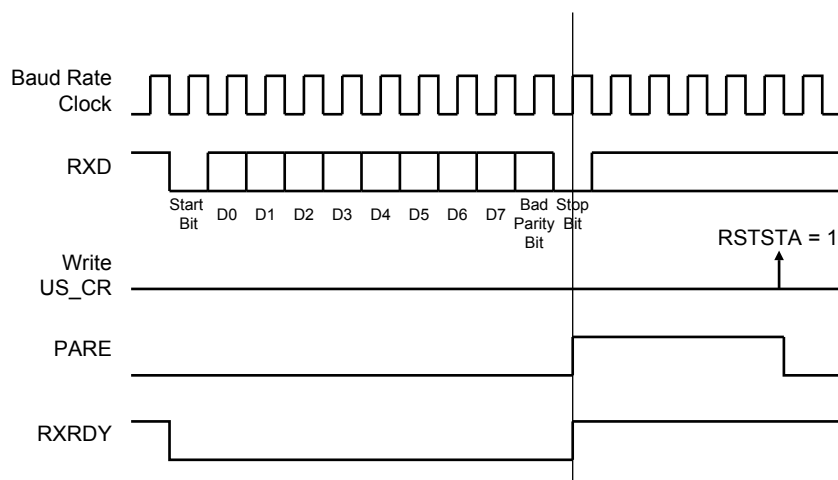 Baud Rate
Clock
RXD
Start
Bit
D0 D1 D2 D3 D4 D5 D6 D7
Bad
Parity
Bit
Stop
Bit
Write
US_CR
RSTSTA = 1
PARE
RXRDY